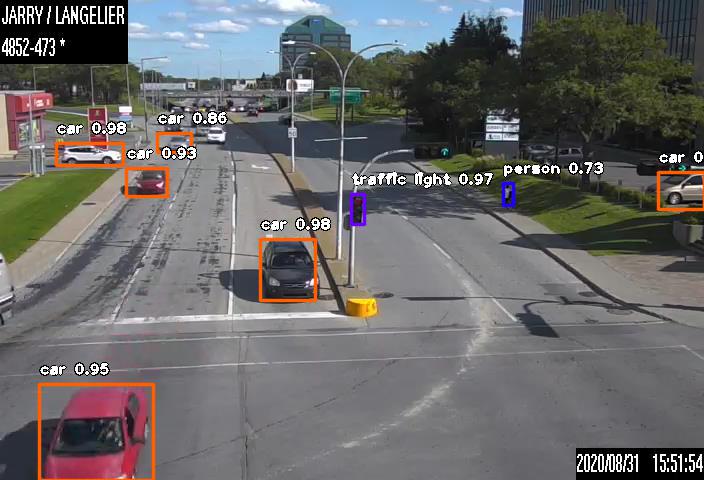 JARRY / LANGELIER
4852-473 *
car 0.86
car 0.98
car 0.93
car 0
person 0.73
traffic light 0.97
car 0.98
car 0.95
2020/08/31 15:51:54